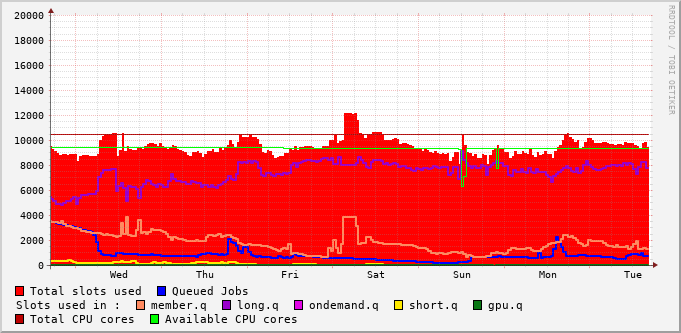 20000
18000
16000
14000
12000
10000
8000
6000
4000
2000
0
Wed Thu Fri Sat Sun Mon Tue
RRDTOOL / TOBI OETIKER
Total slots used Queued Jobs
Slots used in : member.q long.q ondemand.q short.q gpu.q
Total CPU cores Available CPU cores